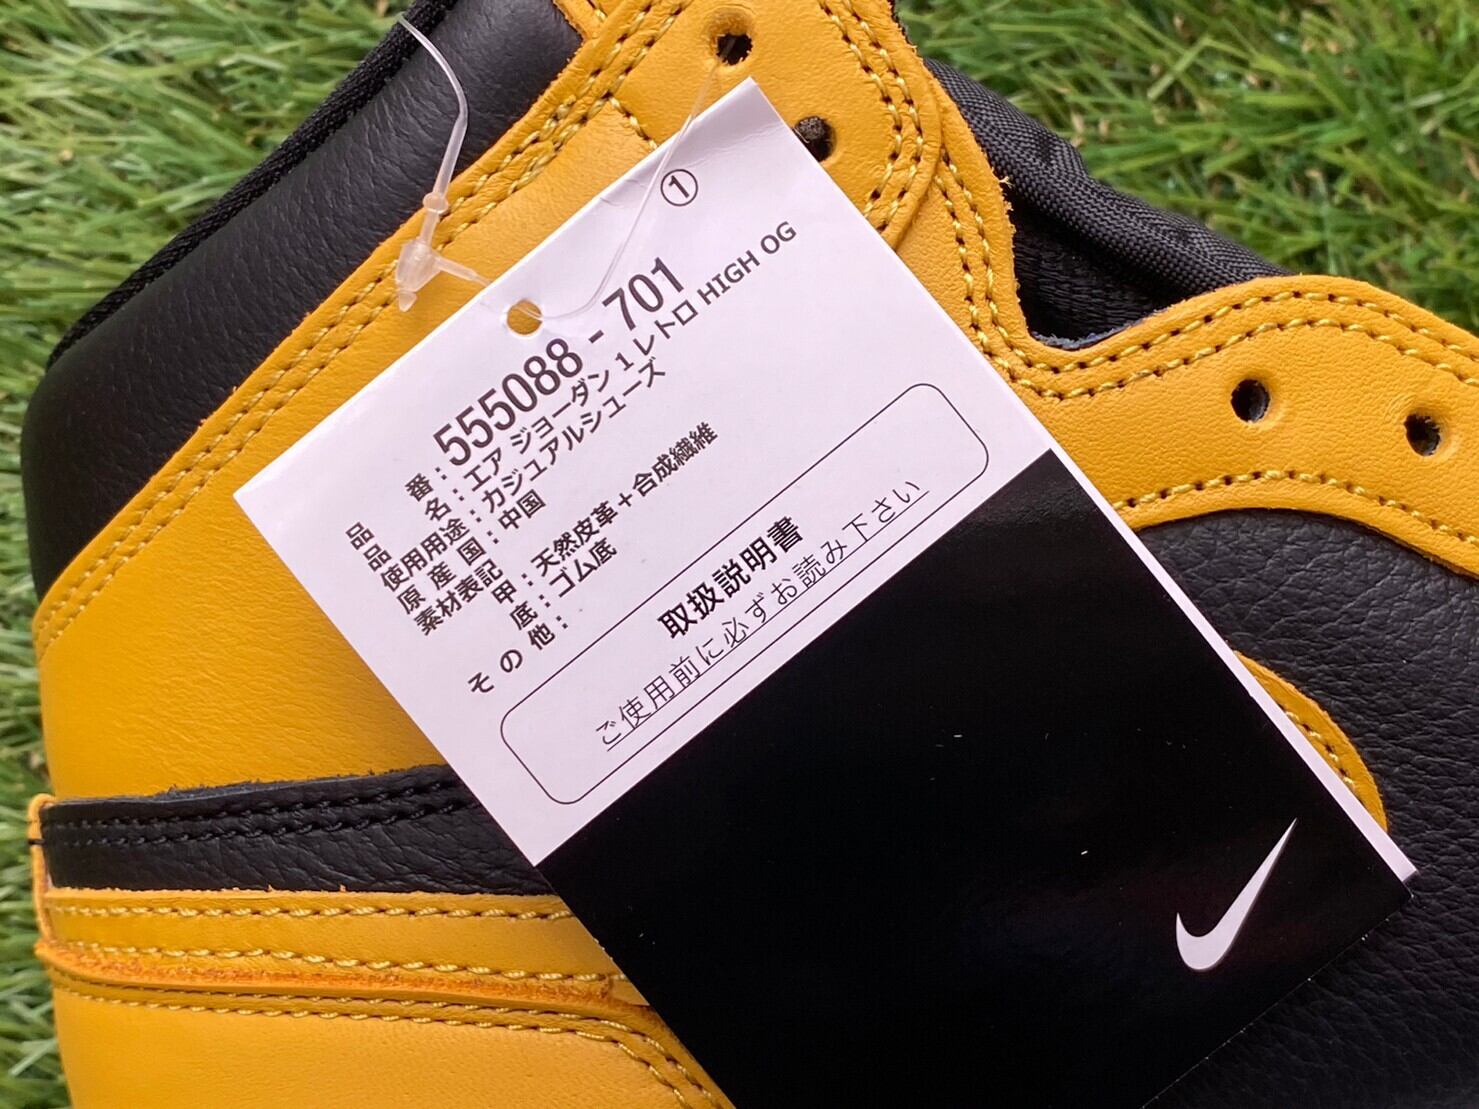 ①
品　　番：555088 - 701
品　　名：エア ジョーダン 1 レトロ HIGH OG
使用用途：カジュアルシューズ
原 産 国：中国
素材表記
甲：天然皮革＋合成繊維
底：ゴム底
そ の 他：
取扱説明書
ご使用前に必ずお読み下さい